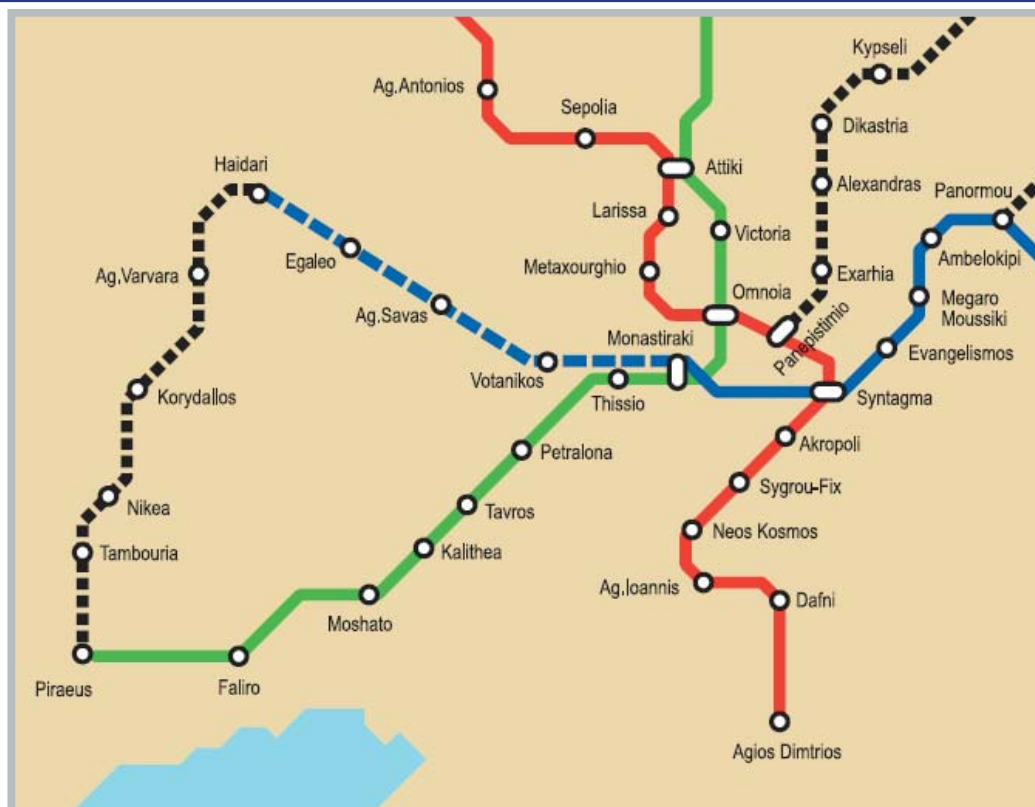 Kypseli
Ag.Antonios
Sepolia
Dikastria
Haidari
Attiki
Alexandras
Panormou
Larissa
Victoria
Egaleo
Ag.Varvara
Metaxourghio
Exarhia
Ambelokipi
Omnoia
Ag.Savas
Megaro
Moussiki
Monastiraki
Panepistimio
Evangelismos
Votanikos
Korydallos
Thissio
Syntagma
Akropoli
Petralona
Sygrou-Fix
Nikea
Tavros
Neos Kosmos
Tambouria
Kalithea
Ag.Ioannis
Dafni
Moshato
Piraeus
Faliro
Agios Dimtrios